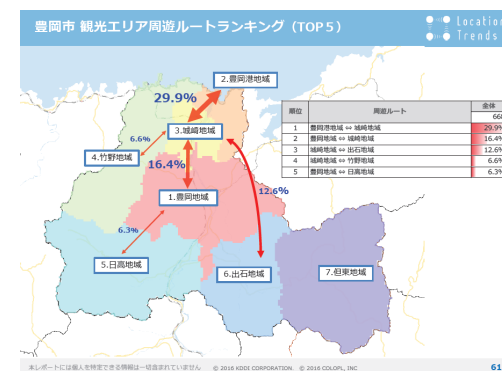 豊岡市 観光エリア周遊ルートランキング（TOP５）
Location
Trends
2.豊岡港地域
29.9%
3.城崎地域
6.6%
4.竹野地域
16.4%
1.豊岡地域
12.6%
6.3%
5.日高地域
6.出石地域
7.但東地域
順位 周遊ルート 全体
668
1 豊岡港地域 ⇔ 城崎地域 29.9%
2 豊岡地域 ⇔ 城崎地域 16.4%
3 城崎地域 ⇔ 出石地域 12.6%
4 城崎地域 ⇔ 竹野地域 6.6%
5 豊岡地域 ⇔ 日高地域 6.3%
本レポートには個人を特定できる情報は一切含まれていません © 2016 KDDI CORPORATION. © 2016 COLOPL, INC
61